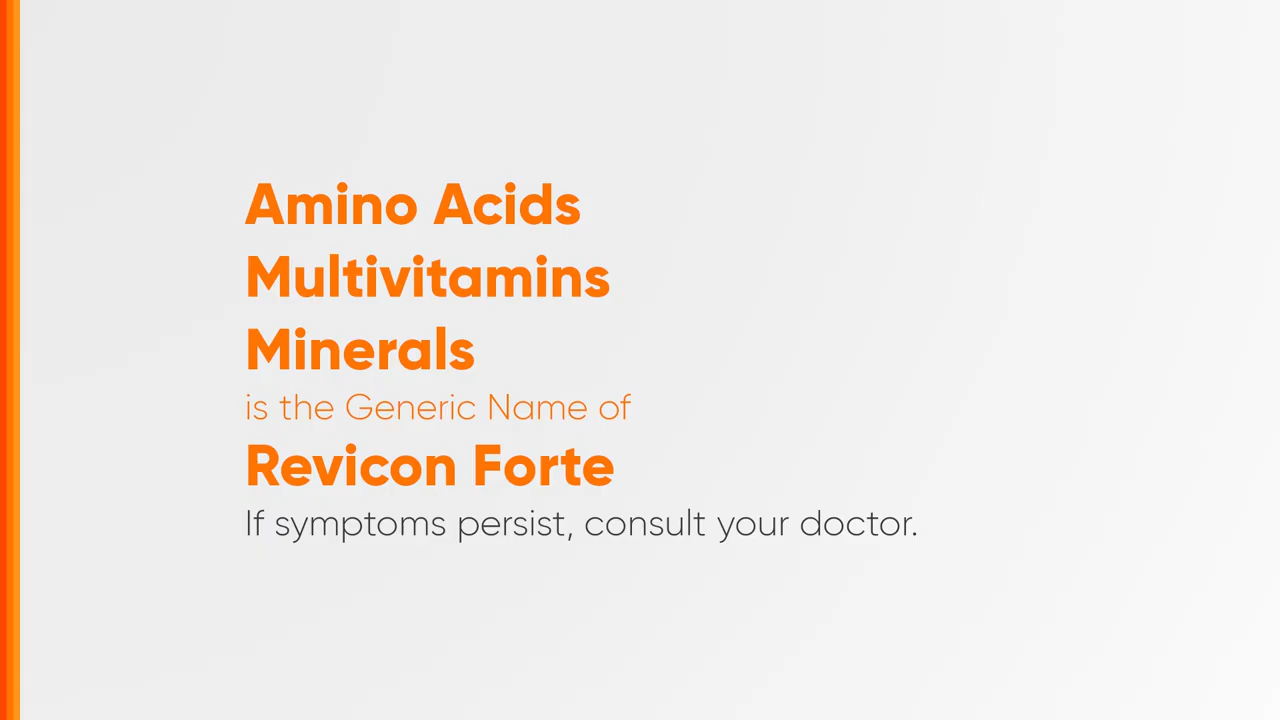 Amino Acids
Multivitamins
Minerals
is the Generic Name of
Revicon Forte
If symptoms persist, consult your doctor.